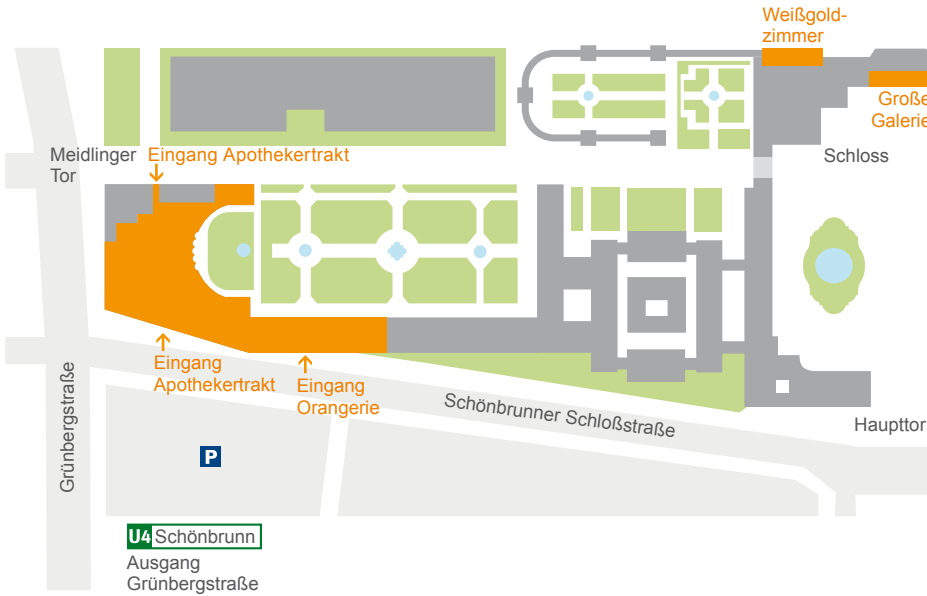 Weißgold-
zimmer
Große
Galerie
Meidlinger
Tor
Eingang Apothekertrakt
Schloss
Eingang
Apothekertrakt
Eingang
Orangerie
Schönbrunner Schloßstraße
Haupttor
Grünbergstraße
P
U4 Schönbrunn
Ausgang
Grünbergstraße